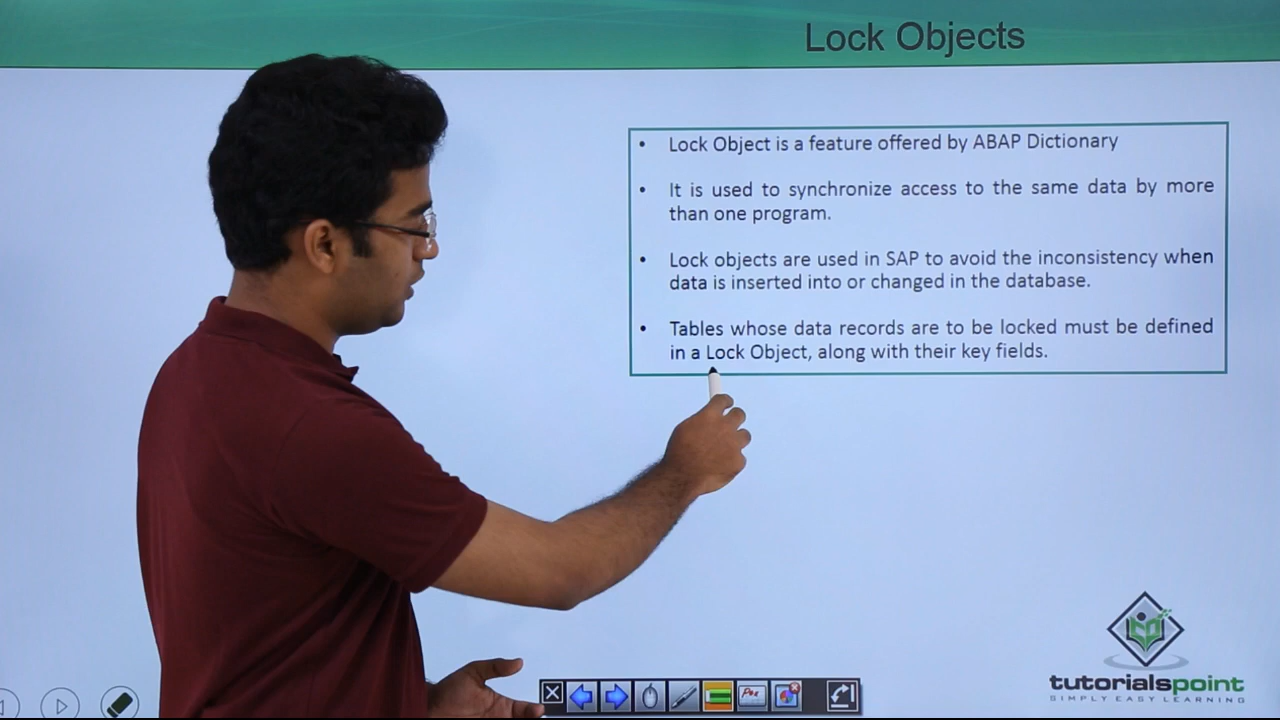 Lock Objects
• Lock Object is a feature offered by ABAP Dictionary
• It is used to synchronize access to the same data by more
than one program.
• Lock objects are used in SAP to avoid the inconsistency when
data is inserted into or changed in the database.
• Tables whose data records are to be locked must be defined
in a Lock Object, along with their key fields.
tutorialspoint
SIMPLY EASY LEARNING